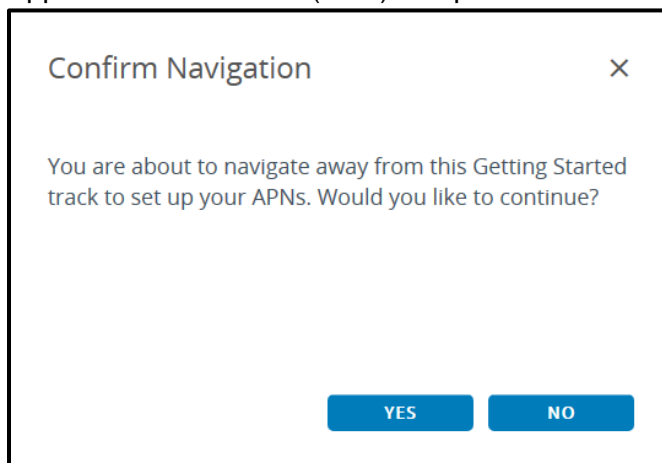 Confirm Navigation
You are about to navigate away from this Getting Started
track to set up your APNs. Would you like to continue?
YES NO